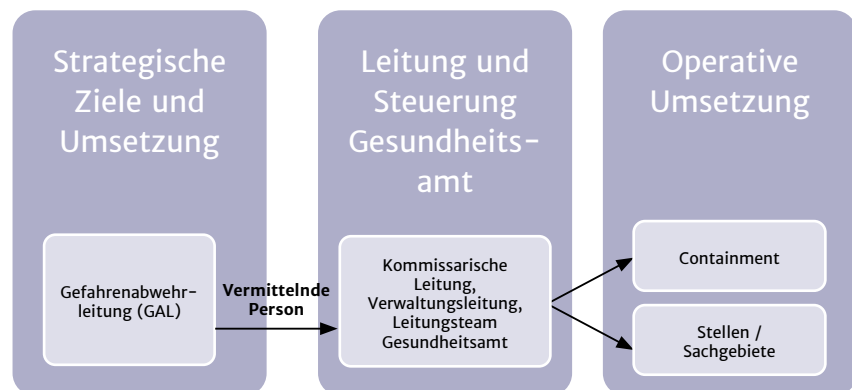 Strategische
Ziele und
Umsetzung
Gefahrenabwehr-
leitung (GAL)
Vermittelnde
Person
Leitung und
Steuerung
Gesundheits-
amt
Kommissarische
Leitung,
Verwaltungsleitung,
Leitungsteam
Gesundheitsamt
Operative
Umsetzung
Containment
Stellen /
Sachgebiete